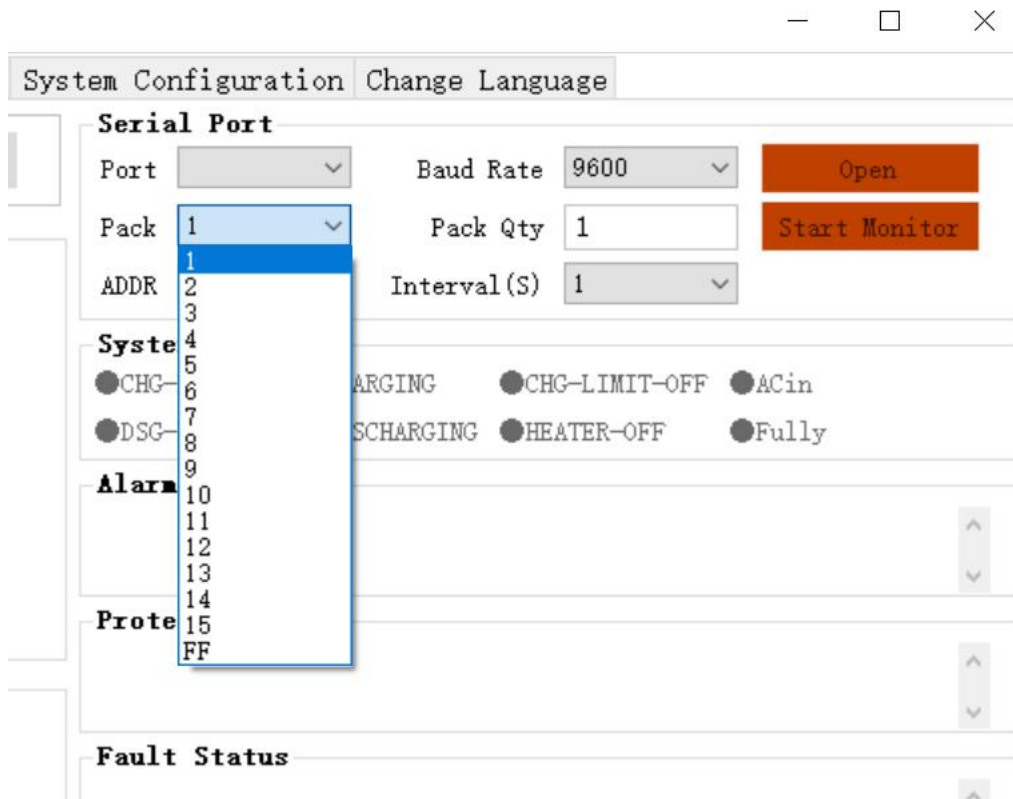 System Configuration Change Language
Serial Port
Port Baud Rate 9600 Open
Pack 1 Pack Qty 1 Start Monitor
ADDR Interval(S) 1
1
2
3
4
5
6
7
8
9
10
11
12
13
14
15
FF
Syste
CHG- ARGING CHG-LIMIT-OFF ACin
DSG- SCHARGING HEATER-OFF Fully
Alarm
Prote
Fault Status